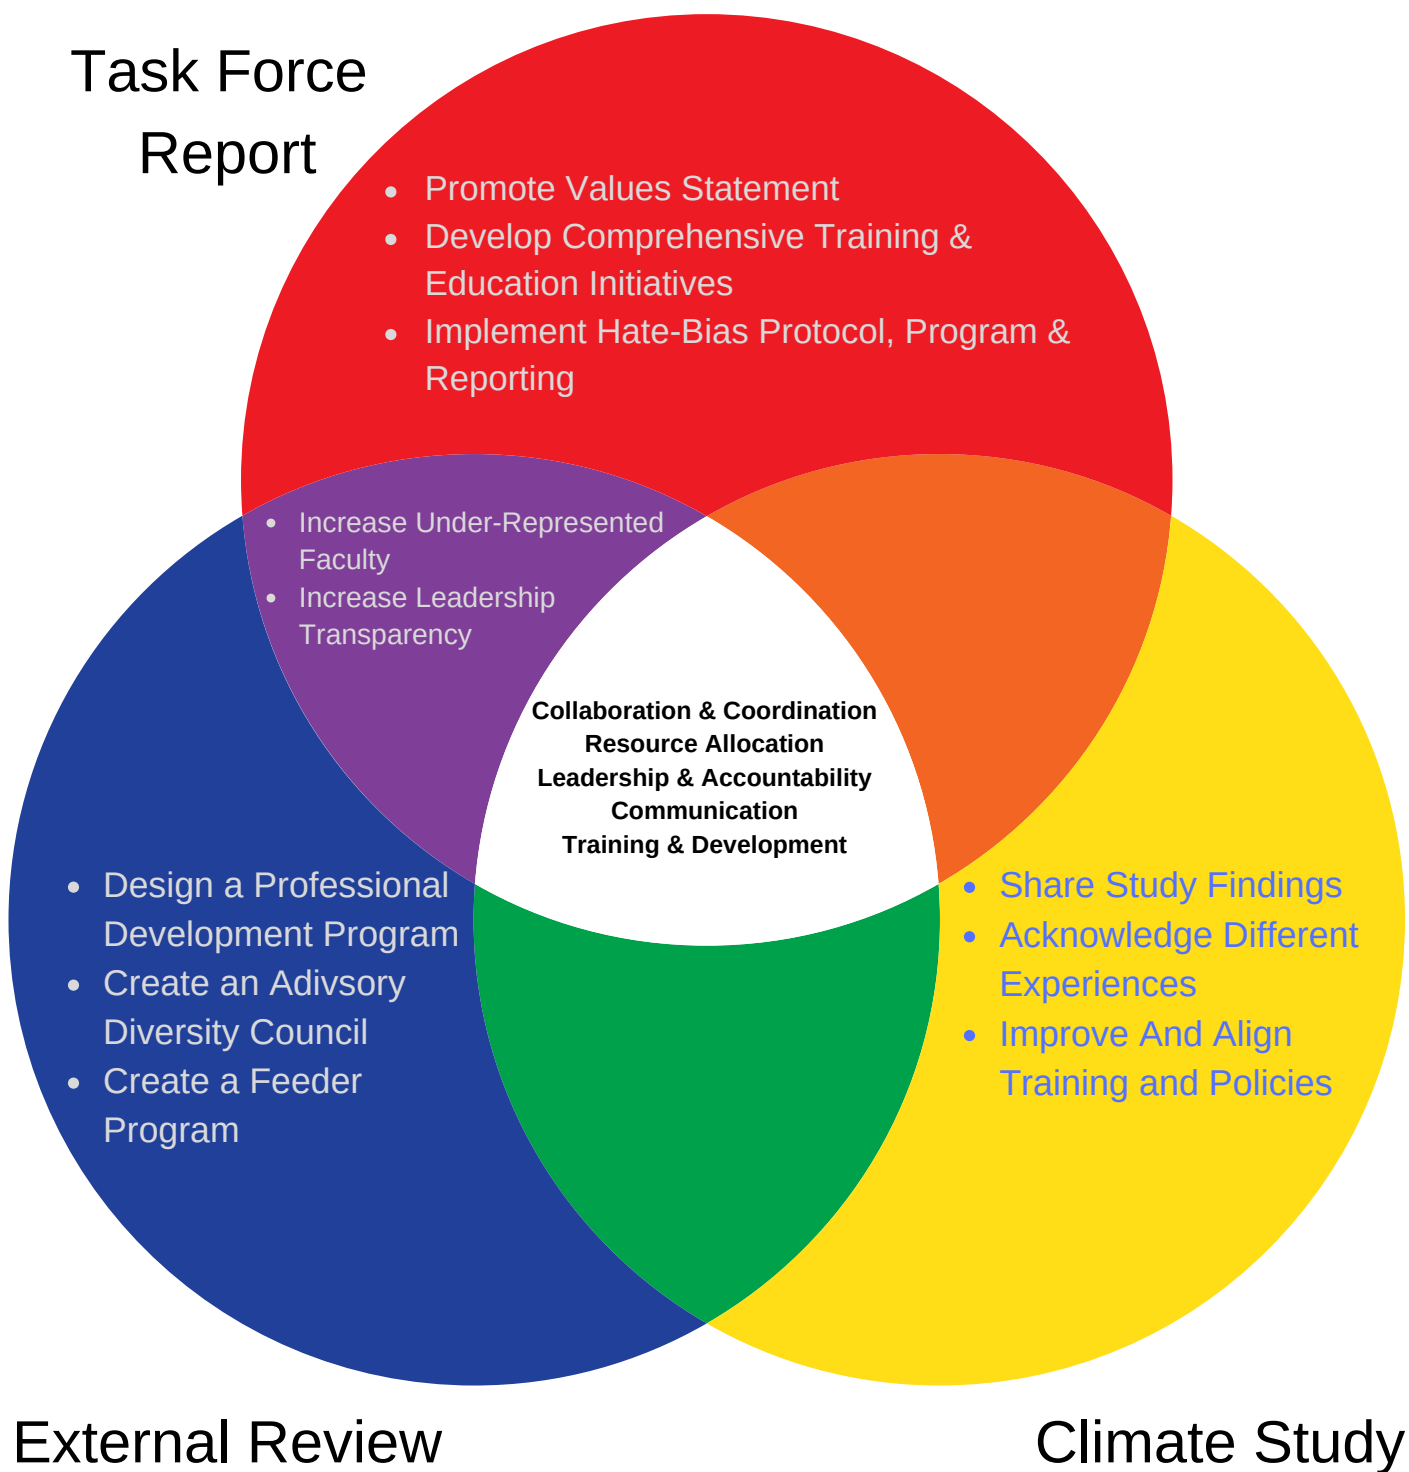 Task Force
Report
• Promote Values Statement
• Develop Comprehensive Training &
Education Initiatives
• Implement Hate-Bias Protocol, Program &
Reporting
• Increase Under-Represented
Faculty
• Increase Leadership
Transparency
Collaboration & Coordination
Resource Allocation
Leadership & Accountability
Communication
Training & Development
• Design a Professional
Development Program
• Create an Adivsory
Diversity Council
• Create a Feeder
Program
• Share Study Findings
• Acknowledge Different
Experiences
• Improve And Align
Training and Policies
External Review
Climate Study